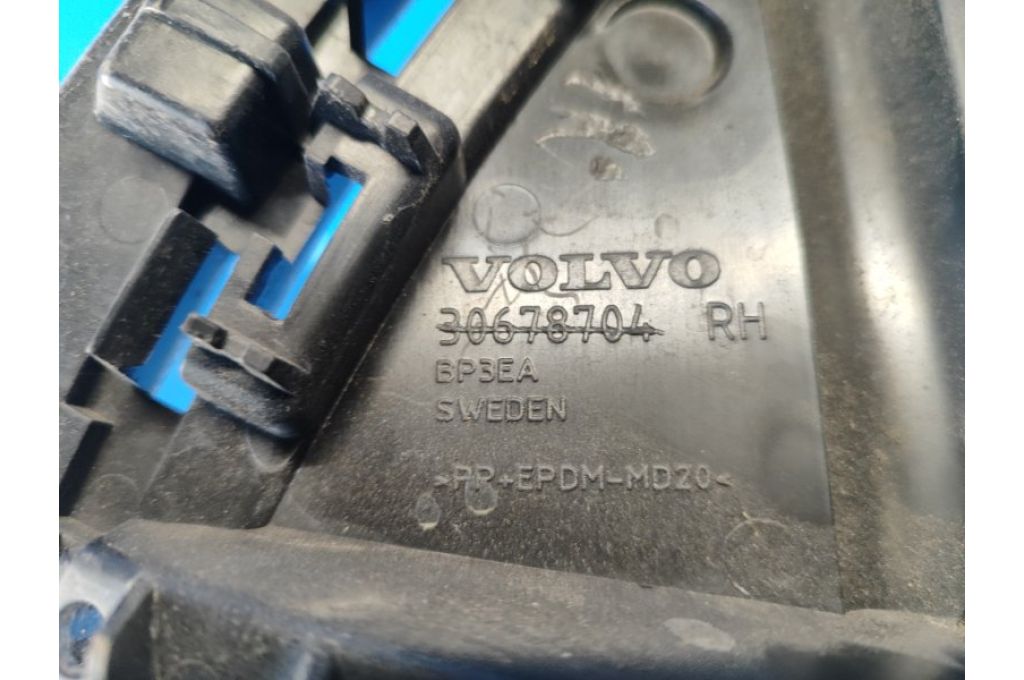 VOLVO
30678704 RH
BP3EA
SWEDEN
>PP+EPDM-MD20<